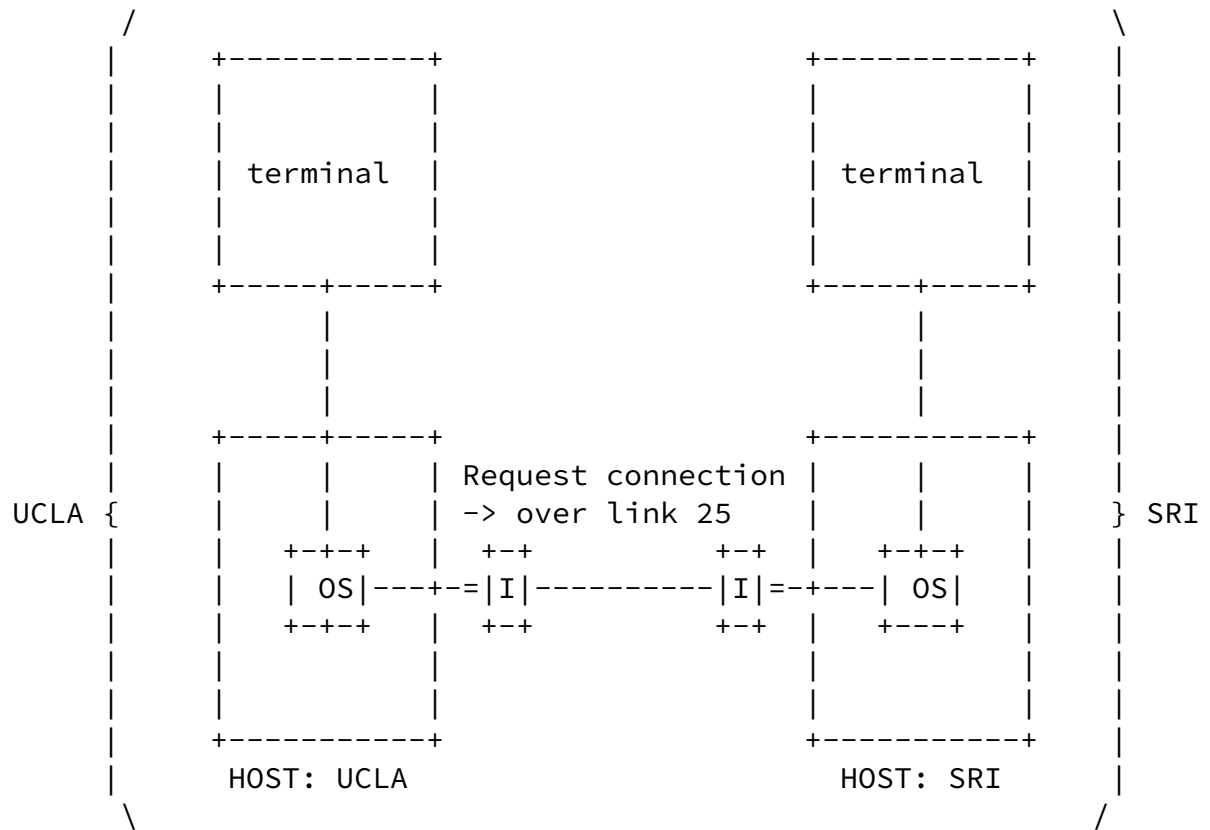 terminal terminal
Request connection
UCLA { -> over link 25 } SRI
OS I I OS
HOST: UCLA HOST: SRI